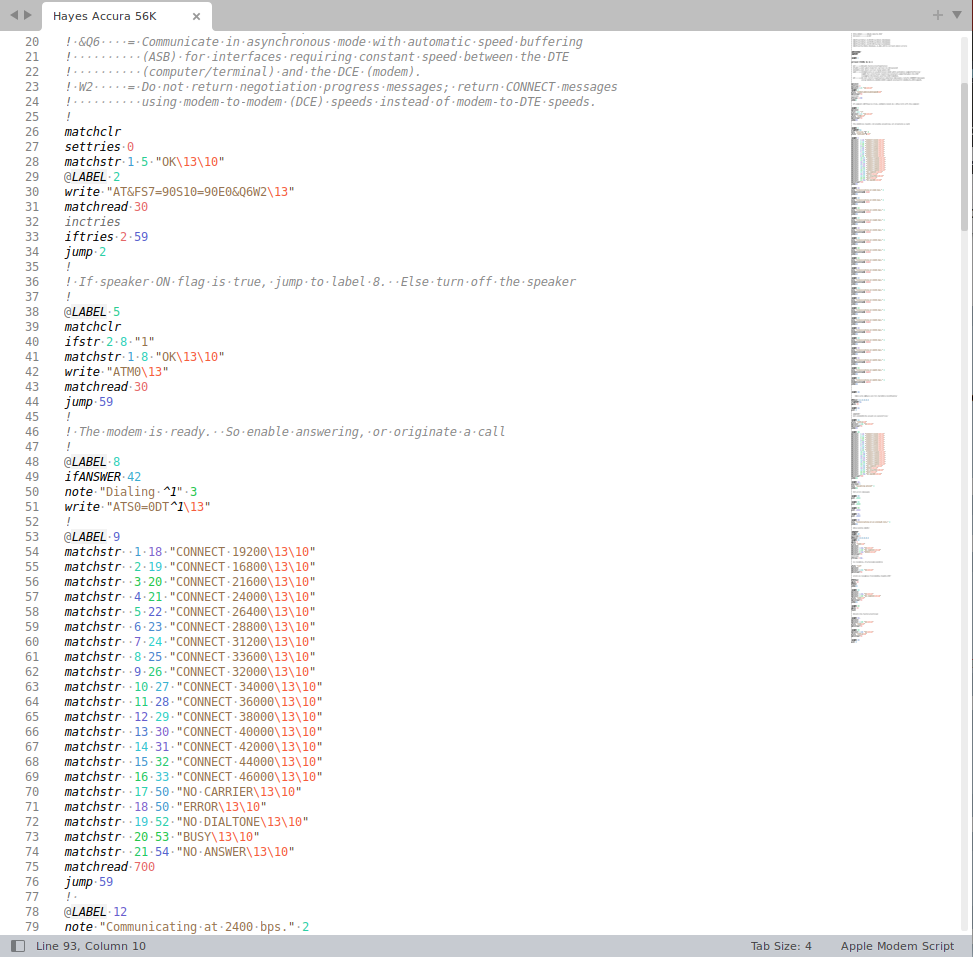 Hayes Accura 56K
20 ! &Q6    = Communicate in asynchronous mode with automatic speed buffering
21 !          (ASB) for interfaces requiring constant speed between the DTE
22 !          (computer/terminal) and the DCE (modem).
23 ! W2     = Do not return negotiation progress messages; return CONNECT messages
24 !          using modem-to-modem (DCE) speeds instead of modem-to-DTE speeds.
25 !
26 matchclr
27 settries 0
28 matchstr 1 5 "OK\13\10"
29 @LABEL 2
30 write "AT&FS7=90S10=90E0&Q6W2\13"
31 matchread 30
32 inctries
33 iftries 2 59
34 jump 2
35 !
36 ! If speaker ON flag is true, jump to label 8.  Else turn off the speaker
37 !
38 @LABEL 5
39 matchclr
40 ifstr 2 8 "1"
41 matchstr 1 8 "OK\13\10"
42 write "ATM0\13"
43 matchread 30
44 jump 59
45 !
46 ! The modem is ready.  So enable answering, or originate a call
47 !
48 @LABEL 8
49 ifANSWER 42
50 note "Dialing ^1" 3
51 write "ATS0=0DT^1\13"
52 !
53 @LABEL 9
54 matchstr  1 18 "CONNECT 19200\13\10"
55 matchstr  2 19 "CONNECT 16800\13\10"
56 matchstr  3 20 "CONNECT 21600\13\10"
57 matchstr  4 21 "CONNECT 24000\13\10"
58 matchstr  5 22 "CONNECT 26400\13\10"
59 matchstr  6 23 "CONNECT 28800\13\10"
60 matchstr  7 24 "CONNECT 31200\13\10"
61 matchstr  8 25 "CONNECT 33600\13\10"
62 matchstr  9 26 "CONNECT 32000\13\10"
63 matchstr  10 27 "CONNECT 34000\13\10"
64 matchstr  11 28 "CONNECT 36000\13\10"
65 matchstr  12 29 "CONNECT 38000\13\10"
66 matchstr  13 30 "CONNECT 40000\13\10"
67 matchstr  14 31 "CONNECT 42000\13\10"
68 matchstr  15 32 "CONNECT 44000\13\10"
69 matchstr  16 33 "CONNECT 46000\13\10"
70 matchstr  17 50 "NO CARRIER\13\10"
71 matchstr  18 50 "ERROR\13\10"
72 matchstr  19 52 "NO DIALTONE\13\10"
73 matchstr  20 53 "BUSY\13\10"
74 matchstr  21 54 "NO ANSWER\13\10"
75 matchread 700
76 jump 59
77 !
78 @LABEL 12
79 note "Communicating at 2400 bps." 2
Line 93, Column 10
Tab Size: 4
Apple Modem Script